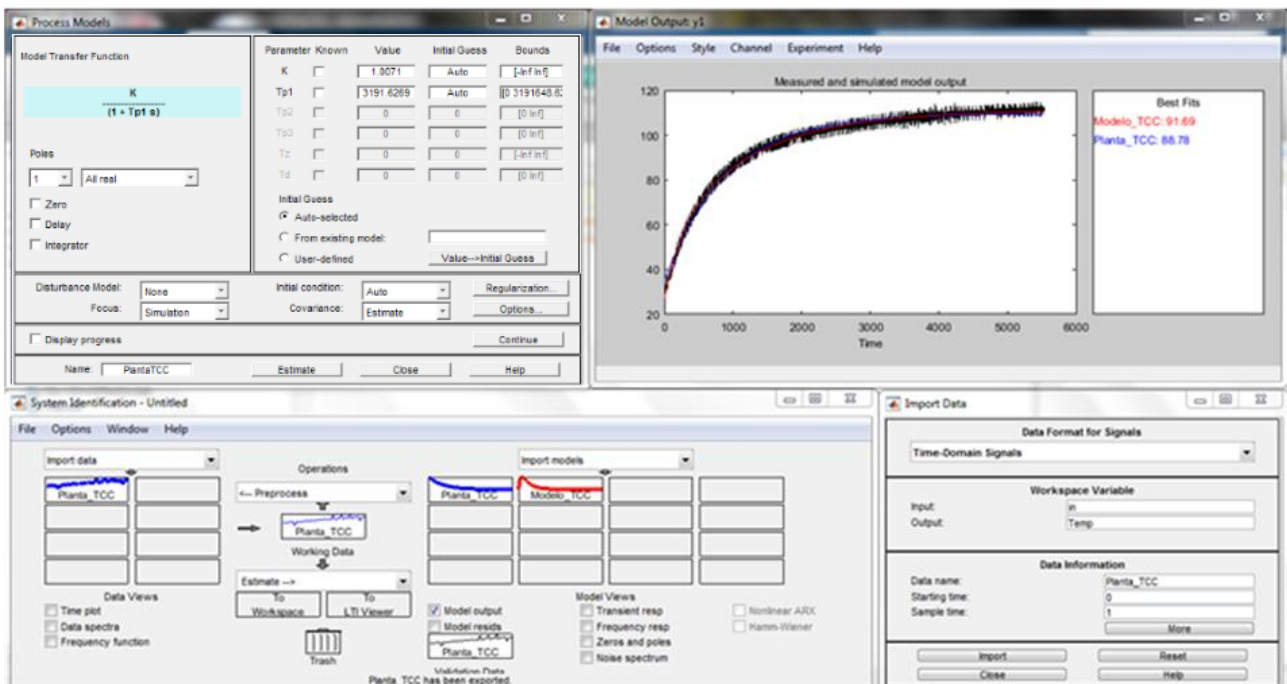 Process Models
Model Transfer Function
K
(1 + Tp1 s)
Poles
1 All real
Zero
Delay
Integrator
Parameter Known Value Initial Guess Bounds
K 1.0071 Auto [-Inf Inf]
Tp1 3191.6269 Auto [[0 3191648.62
Tp2 0 0 [0 Inf]
Tp3 0 0 [0 Inf]
Tz 0 0 [-Inf Inf]
Td 0 0 [0 Inf]
Initial Guess
Auto-selected
From existing model:
User-defined Value-->Initial Guess
Disturbance Model: None Initial condition: Auto Regularization...
Focus: Simulation Covariance: Estimate Options...
Display progress Continue
Name: PlantaTCC Estimate Close Help
Model Output: y1
File Options Style Channel Experiment Help
Measured and simulated model output
120
100
80
60
40
20
0 1000 2000 3000 4000 5000 6000
Time
Best Fits
Modelo_TCC: 91.69
Planta_TCC: 88.78
System Identification - Untitled
File Options Window Help
Import data
Operations
Import models
Planta_TCC
<-- Preprocess
Planta_TCC
Modelo_TCC
Planta_TCC
Working Data
Estimate -->
Data Views
To Workspace
To LTI Viewer
Model Views
Time plot
Data spectra
Frequency function
Trash
Model output
Model resids
Planta_TCC
Validation Data
Transient resp
Frequency resp
Zeros and poles
Noise spectrum
Nonlinear ARX
Hamm-Wiener
Planta_TCC has been exported.
Import Data
Data Format for Signals
Time-Domain Signals
Workspace Variable
Input: in
Output: Temp
Data Information
Data name: Planta_TCC
Starting time: 0
Sample time: 1
More
Import Reset
Close Help